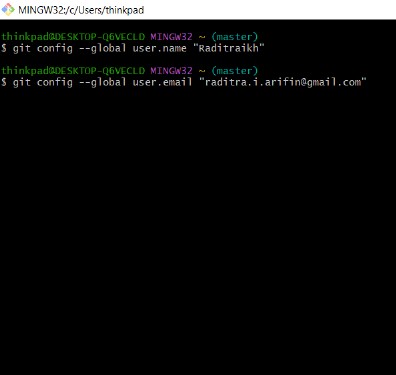 MINGW32:/c/Users/thinkpad
thinkpad@DESKTOP-Q6VECLD MINGW32 ~ (master)
$ git config --global user.name "Raditraikh"
thinkpad@DESKTOP-Q6VECLD MINGW32 ~ (master)
$ git config --global user.email "raditra.i.arifin@gmail.com"